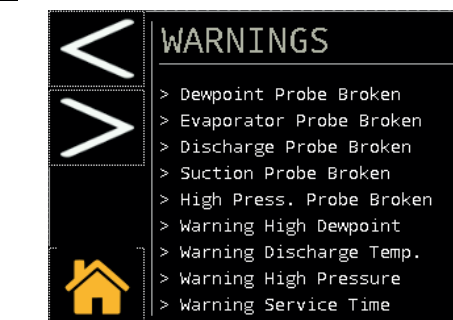 WARNINGS
> Dewpoint Probe Broken
> Evaporator Probe Broken
> Discharge Probe Broken
> Suction Probe Broken
> High Press. Probe Broken
> Warning High Dewpoint
> Warning Discharge Temp.
> Warning High Pressure
> Warning Service Time